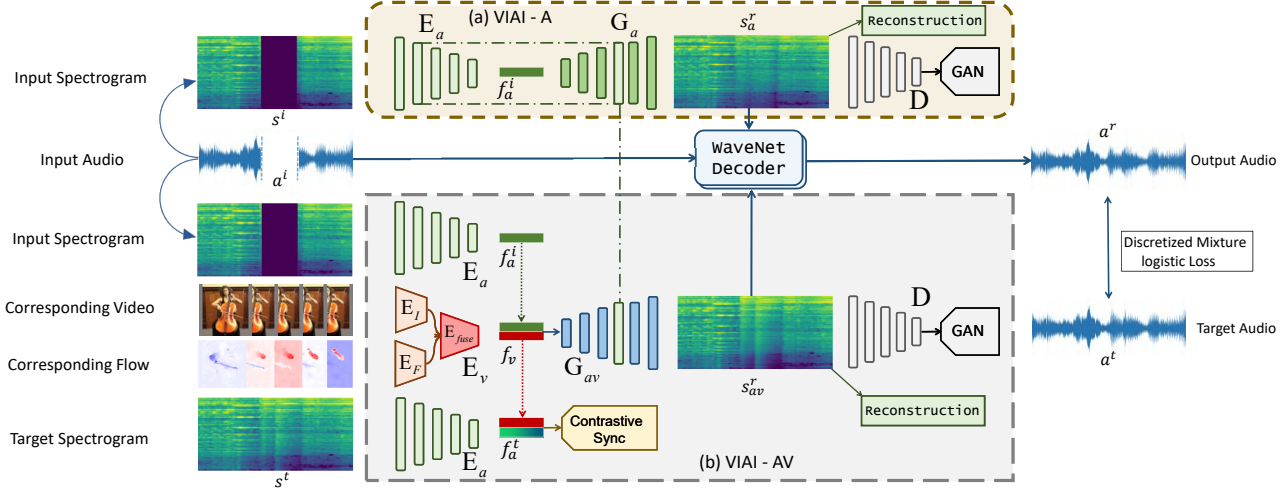 (a) VIAI - A
E_a
G_a
s_a^r
Reconstruction
Input Spectrogram
f_a^i
D
GAN
s^i
Input Audio
a^i
WaveNet
Decoder
a^r
Output Audio
Input Spectrogram
E_a
f_a^i
Discretized Mixture
logistic Loss
Corresponding Video
E_I
E_fuse
E_v
f_v
G_av
D
GAN
Target Audio
a^t
Corresponding Flow
E_F
s_av^r
Reconstruction
Target Spectrogram
E_a
f_a^t
Contrastive
Sync
s^t
(b) VIAI - AV